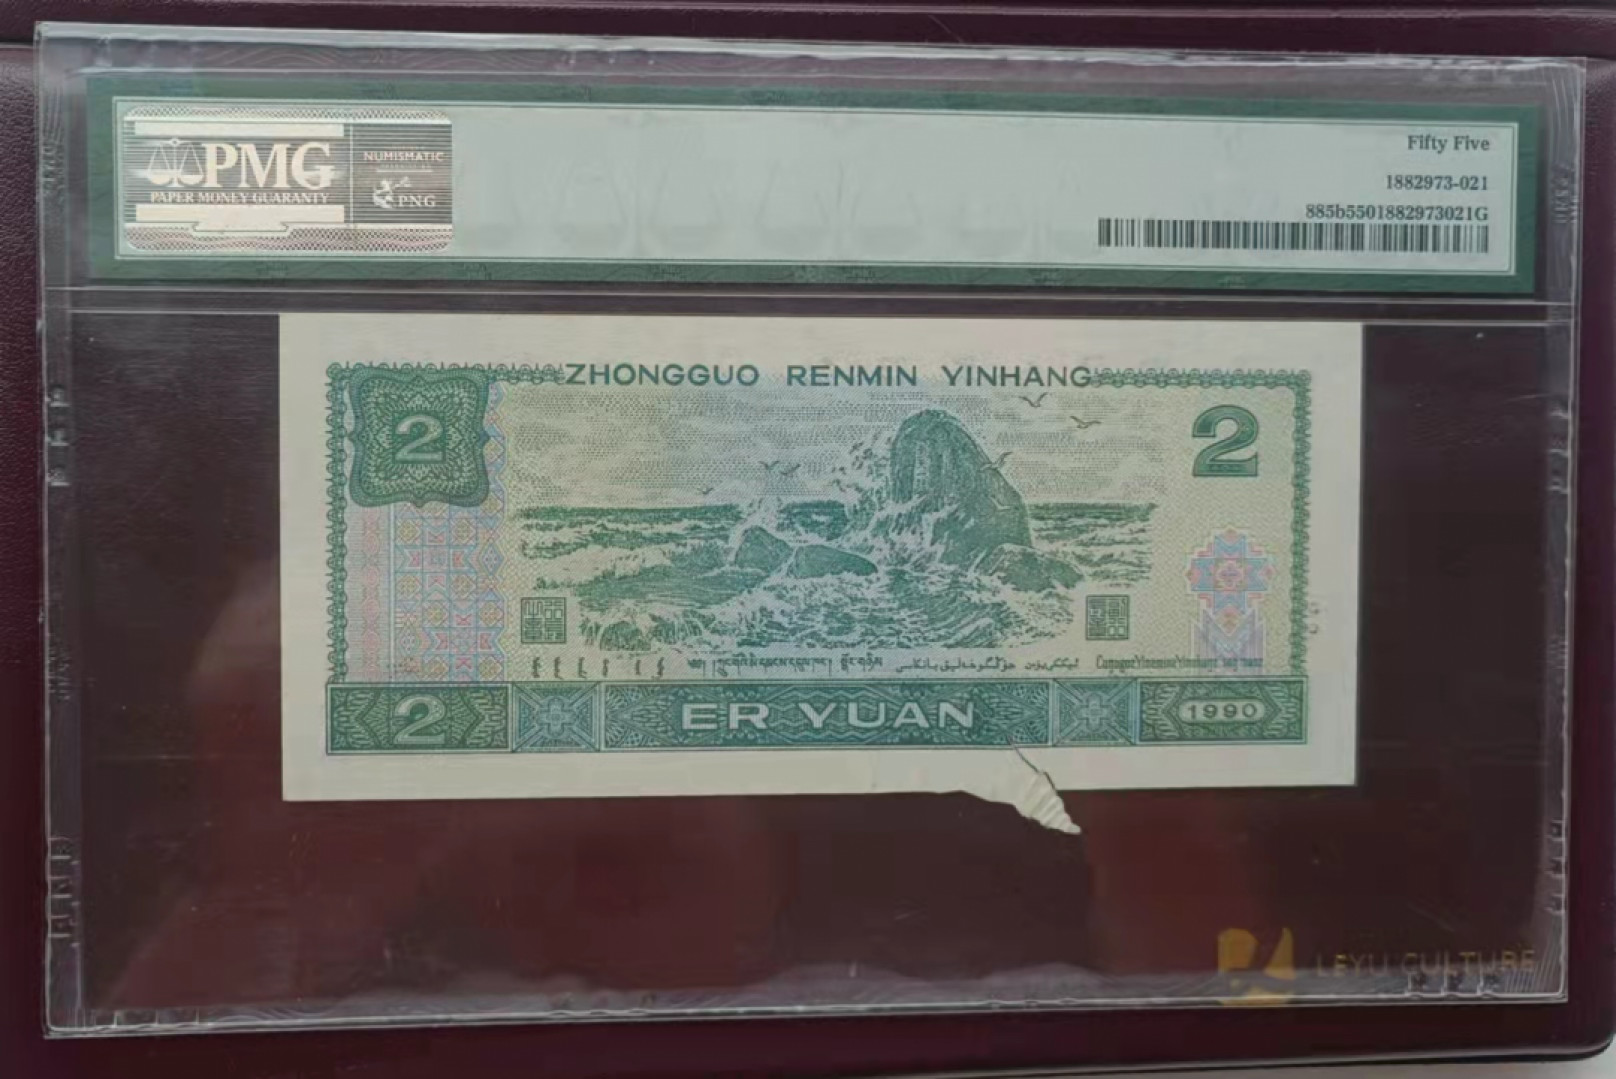 PMG
PAPER MONEY GUARANTY
NUMISMATIC
PNG
Fifty Five
1882973-021
885b5501882973021G
ZHONGGUO RENMIN YINHANG
2
2
2
ER YUAN
1990
LEYU CULTURE